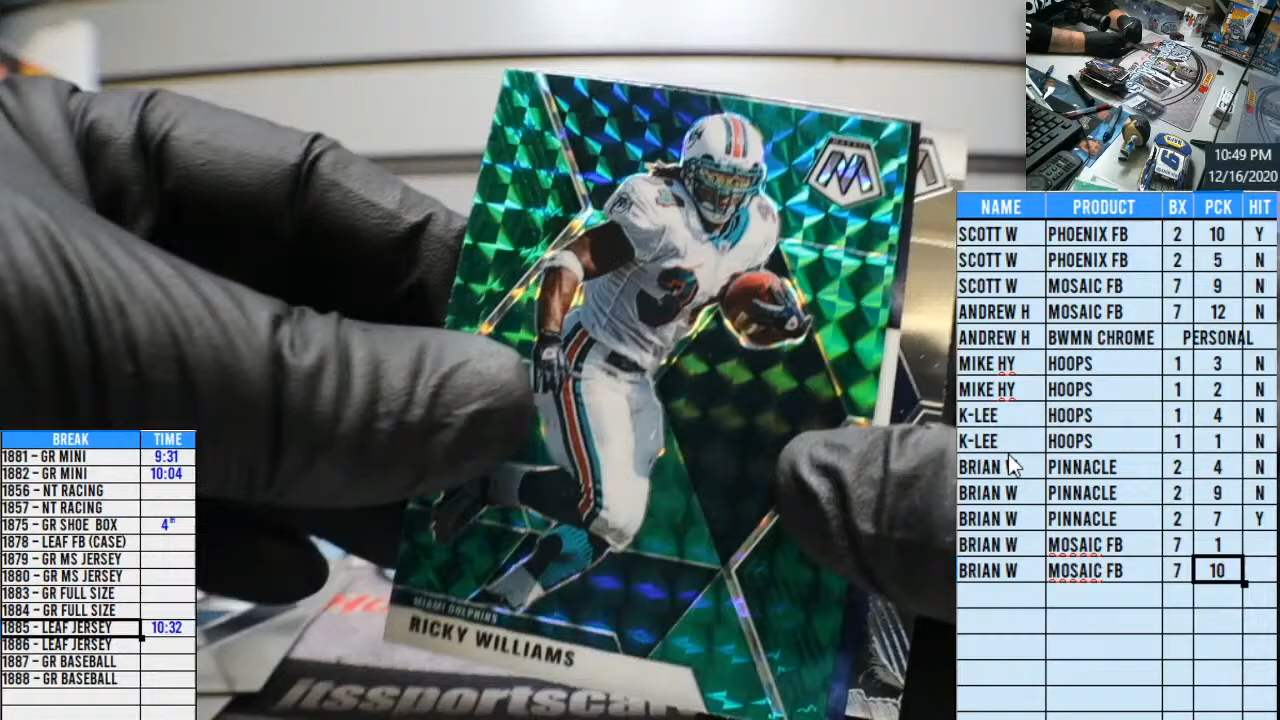 10:49 PM
12/16/2020
NAME PRODUCT BX PCK HIT
SCOTT W PHOENIX FB 2 10 Y
SCOTT W PHOENIX FB 2 5 N
SCOTT W MOSAIC FB 7 9 N
ANDREW H MOSAIC FB 7 12 N
ANDREW H BWMN CHROME PERSONAL
MIKE HY HOOPS 1 3 N
MIKE HY HOOPS 1 2 N
K-LEE HOOPS 1 4 N
K-LEE HOOPS 1 1 N
BRIAN W PINNACLE 2 4 N
BRIAN W PINNACLE 2 9 N
BRIAN W PINNACLE 2 7 Y
BRIAN W MOSAIC FB 7 1
BRIAN W MOSAIC FB 7 10
MIAMI DOLPHINS
RICKY WILLIAMS
itssportscar
BREAK TIME
1881 - GR MINI 9:31
1882 - GR MINI 10:04
1856 - NT RACING
1857 - NT RACING
1875 - GR SHOE BOX 4th
1878 - LEAF FB (CASE)
1879 - GR MS JERSEY
1880 - GR MS JERSEY
1883 - GR FULL SIZE
1884 - GR FULL SIZE
1885 - LEAF JERSEY 10:32
1886 - LEAF JERSEY
1887 - GR BASEBALL
1888 - GR BASEBALL